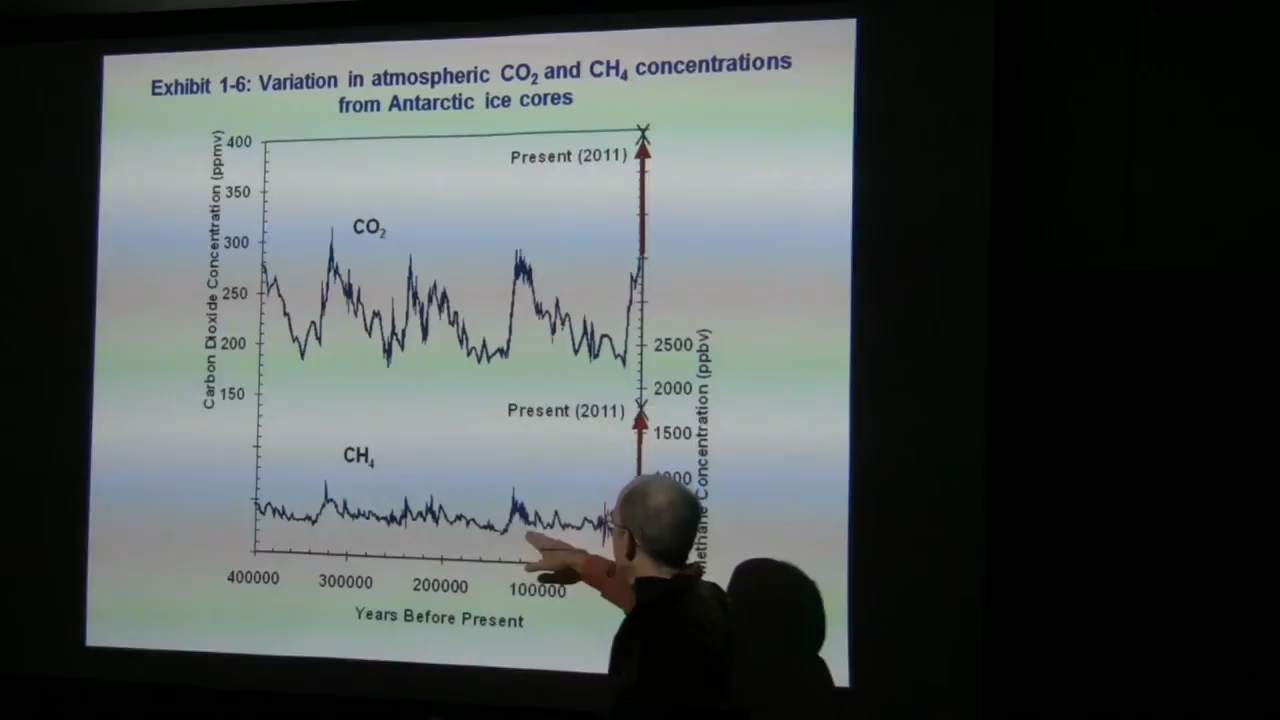 Exhibit 1-6: Variation in atmospheric CO₂ and CH₄ concentrations
from Antarctic ice cores
Carbon Dioxide Concentration (ppmv)
400
350
300
250
200
150
CO₂
Present (2011)
CH₄
Present (2011)
2500
2000
1500
Methane Concentration (ppbv)
400000
300000
200000
100000
Years Before Present